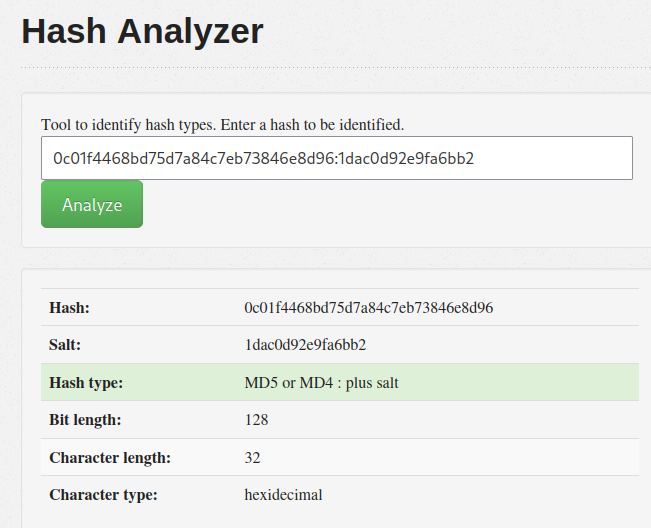 Hash Analyzer
Tool to identify hash types. Enter a hash to be identified.
0c01f4468bd75d7a84c7eb73846e8d96:1dac0d92e9fa6bb2
Analyze
Hash: 0c01f4468bd75d7a84c7eb73846e8d96
Salt: 1dac0d92e9fa6bb2
Hash type: MD5 or MD4 : plus salt
Bit length: 128
Character length: 32
Character type: hexidecimal